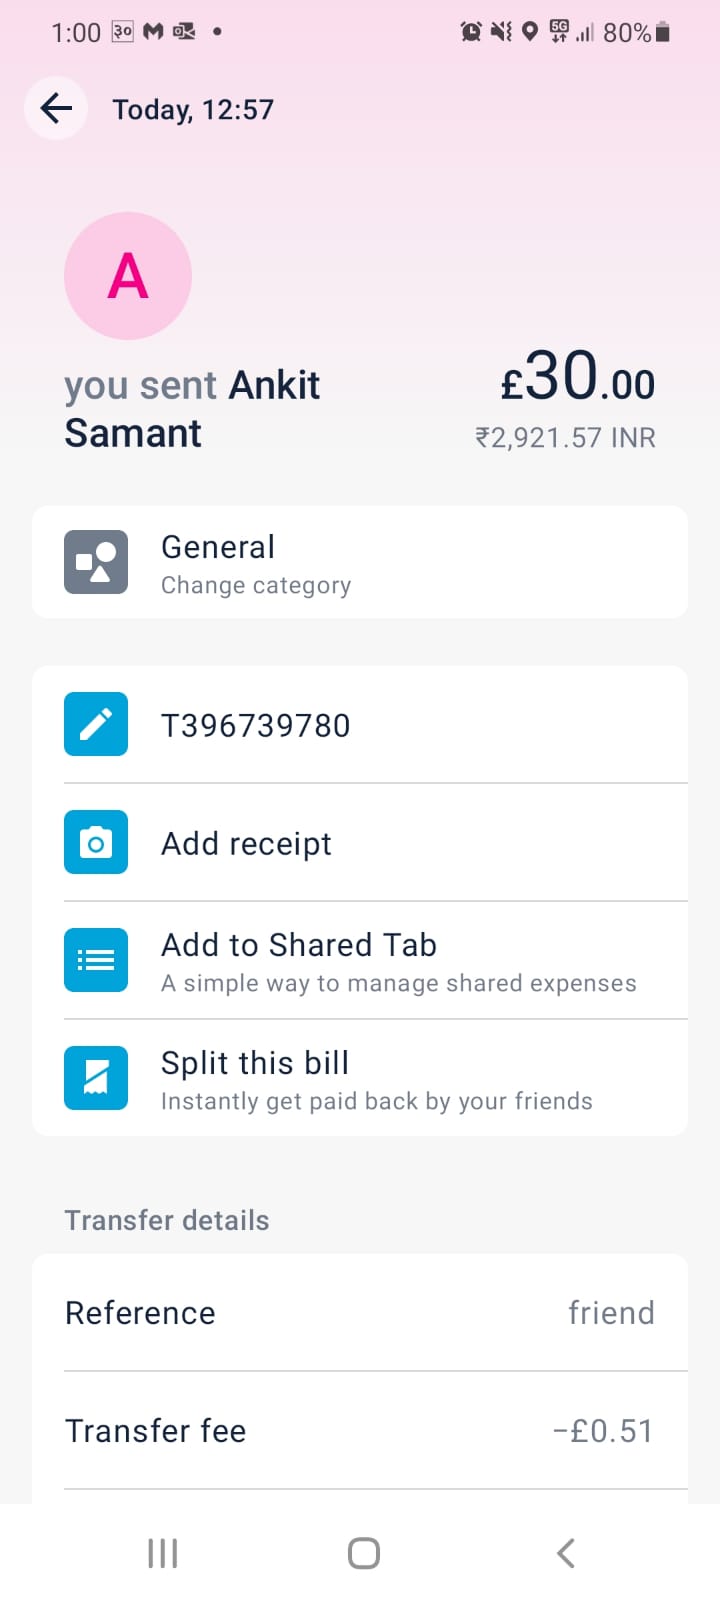 1:00 30 5G 80%
Today, 12:57
A
you sent Ankit
Samant
£30.00
₹2,921.57 INR
General
Change category
T396739780
Add receipt
Add to Shared Tab
A simple way to manage shared expenses
Split this bill
Instantly get paid back by your friends
Transfer details
Reference friend
Transfer fee -£0.51